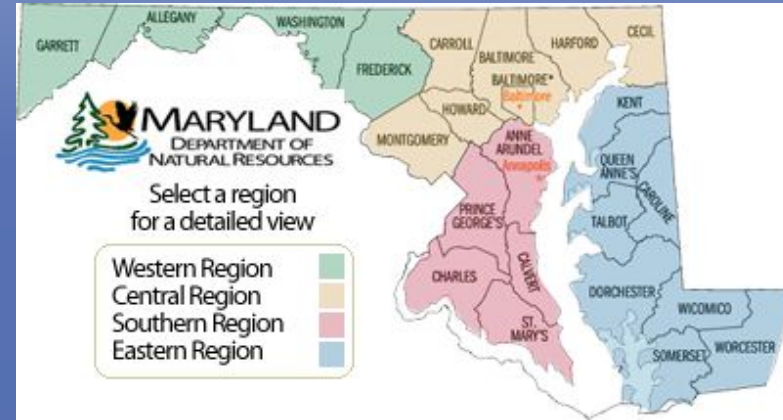 GARRETT
ALLEGANY
WASHINGTON
FREDERICK
CARROLL
BALTIMORE
HARFORD
CECIL
BALTIMORE*
Baltimore
HOWARD
MONTGOMERY
KENT
ANNE
ARUNDEL
Annapolis
QUEEN
ANNE'S
CAROLINE
TALBOT
PRINCE
GEORGE'S
CALVERT
CHARLES
ST.
MARY'S
DORCHESTER
WICOMICO
SOMERSET
WORCESTER
MARYLAND
DEPARTMENT OF
NATURAL RESOURCES
Select a region
for a detailed view
Western Region
Central Region
Southern Region
Eastern Region